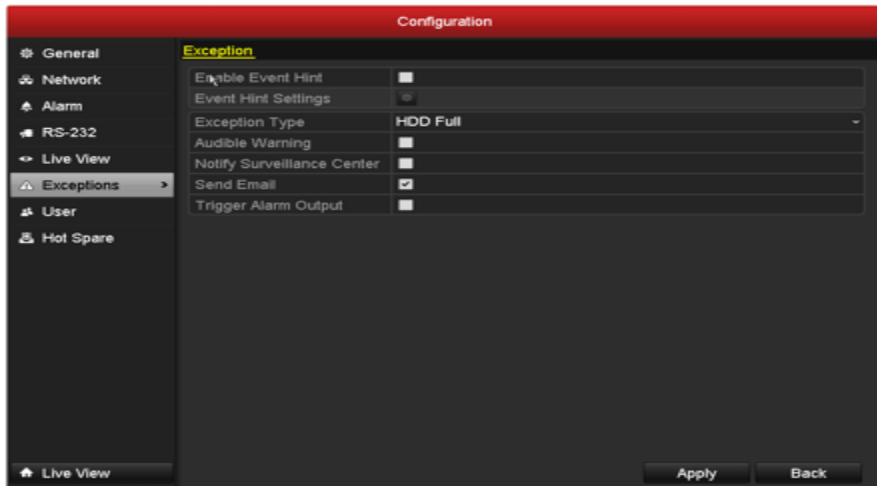 Configuration
General
Network
Alarm
RS-232
Live View
Exceptions
User
Hot Spare
Live View
Exception
Enable Event Hint
Event Hint Settings
Exception Type HDD Full
Audible Warning
Notify Surveillance Center
Send Email
Trigger Alarm Output
Apply Back